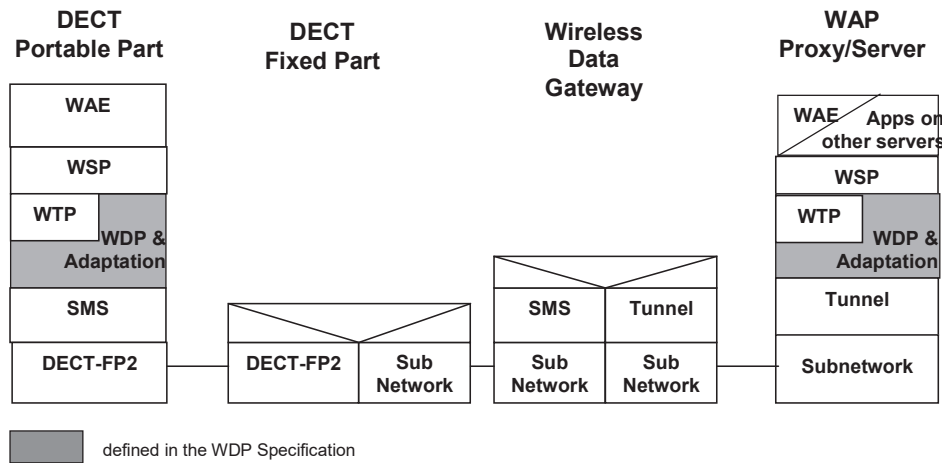 DECT
Portable Part
DECT
Fixed Part
Wireless
Data
Gateway
WAP
Proxy/Server
WAE
WSP
WTP
WDP &
Adaptation
SMS
DECT-FP2
DECT-FP2
Sub
Network
SMS
Tunnel
Sub
Network
Sub
Network
WAE
Apps on
other servers
WSP
WTP
WDP &
Adaptation
Tunnel
Subnetwork
defined in the WDP Specification